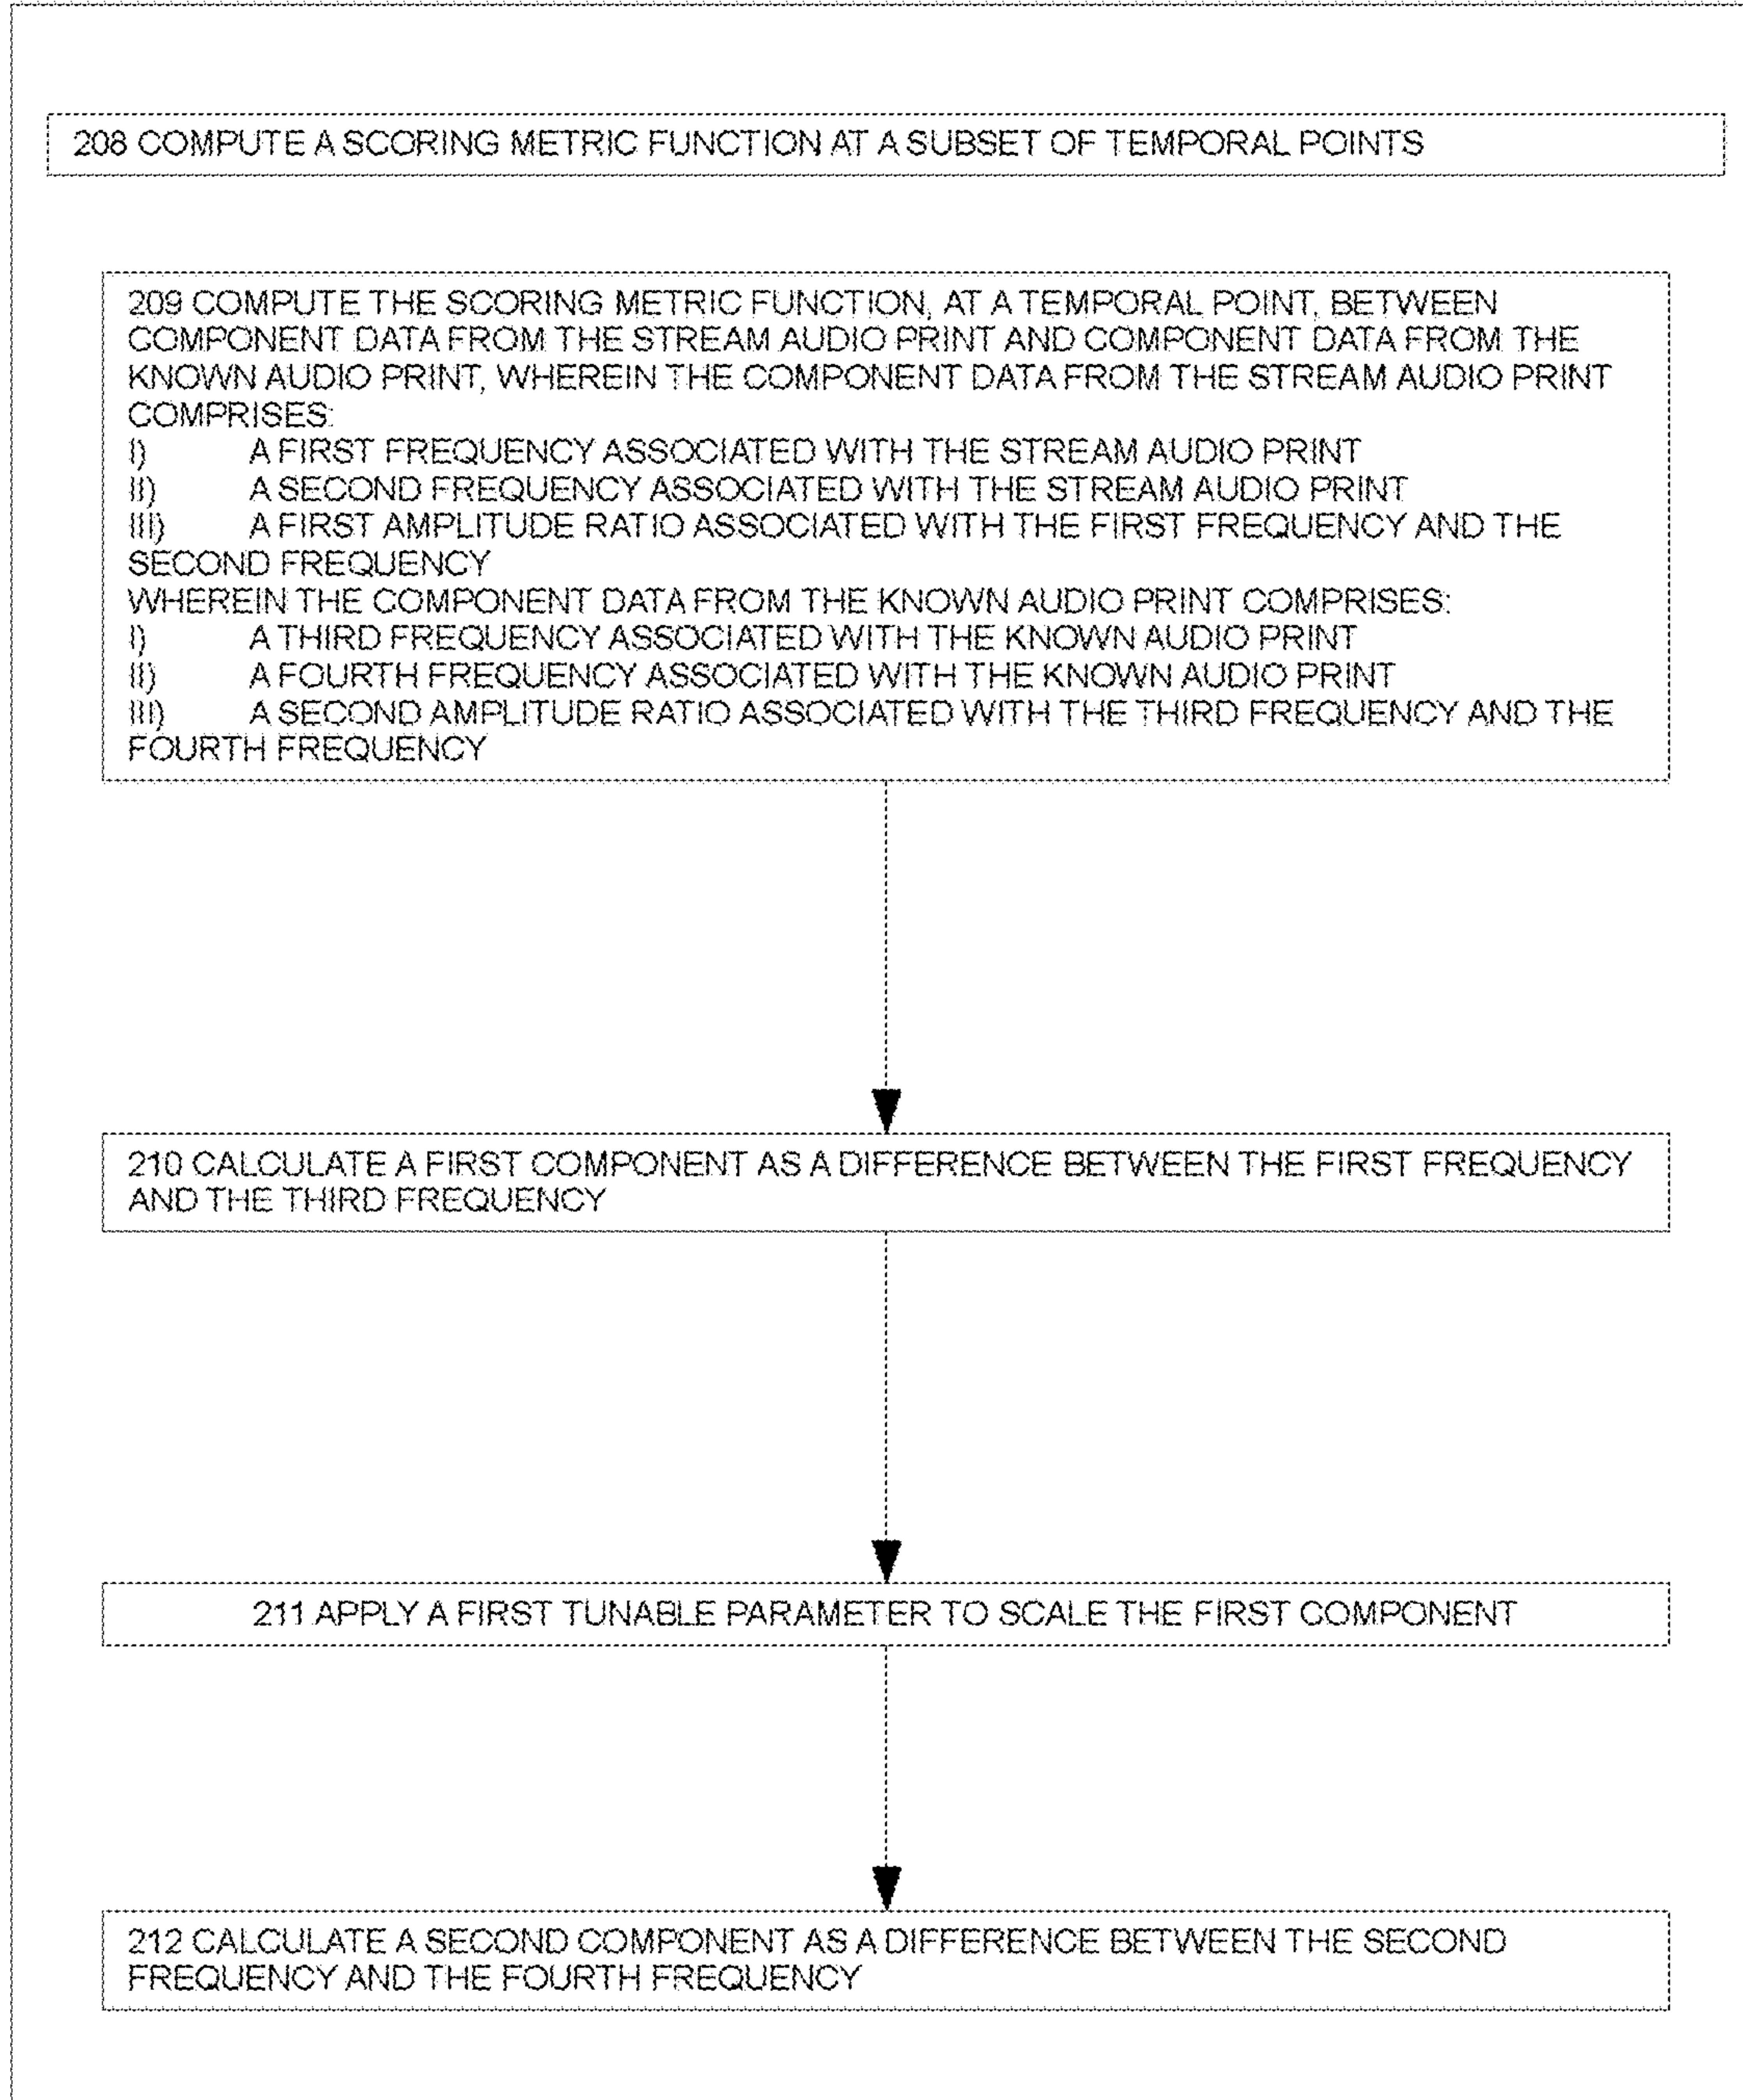 208 COMPUTE A SCORING METRIC FUNCTION AT A SUBSET OF TEMPORAL POINTS
209 COMPUTE THE SCORING METRIC FUNCTION, AT A TEMPORAL POINT, BETWEEN
COMPONENT DATA FROM THE STREAM AUDIO PRINT AND COMPONENT DATA FROM THE
KNOWN AUDIO PRINT, WHEREIN THE COMPONENT DATA FROM THE STREAM AUDIO PRINT
COMPRISES:
I) A FIRST FREQUENCY ASSOCIATED WITH THE STREAM AUDIO PRINT
II) A SECOND FREQUENCY ASSOCIATED WITH THE STREAM AUDIO PRINT
III) A FIRST AMPLITUDE RATIO ASSOCIATED WITH THE FIRST FREQUENCY AND THE
SECOND FREQUENCY
WHEREIN THE COMPONENT DATA FROM THE KNOWN AUDIO PRINT COMPRISES:
I) A THIRD FREQUENCY ASSOCIATED WITH THE KNOWN AUDIO PRINT
II) A FOURTH FREQUENCY ASSOCIATED WITH THE KNOWN AUDIO PRINT
III) A SECOND AMPLITUDE RATIO ASSOCIATED WITH THE THIRD FREQUENCY AND THE
FOURTH FREQUENCY
210 CALCULATE A FIRST COMPONENT AS A DIFFERENCE BETWEEN THE FIRST FREQUENCY
AND THE THIRD FREQUENCY
211 APPLY A FIRST TUNABLE PARAMETER TO SCALE THE FIRST COMPONENT
212 CALCULATE A SECOND COMPONENT AS A DIFFERENCE BETWEEN THE SECOND
FREQUENCY AND THE FOURTH FREQUENCY